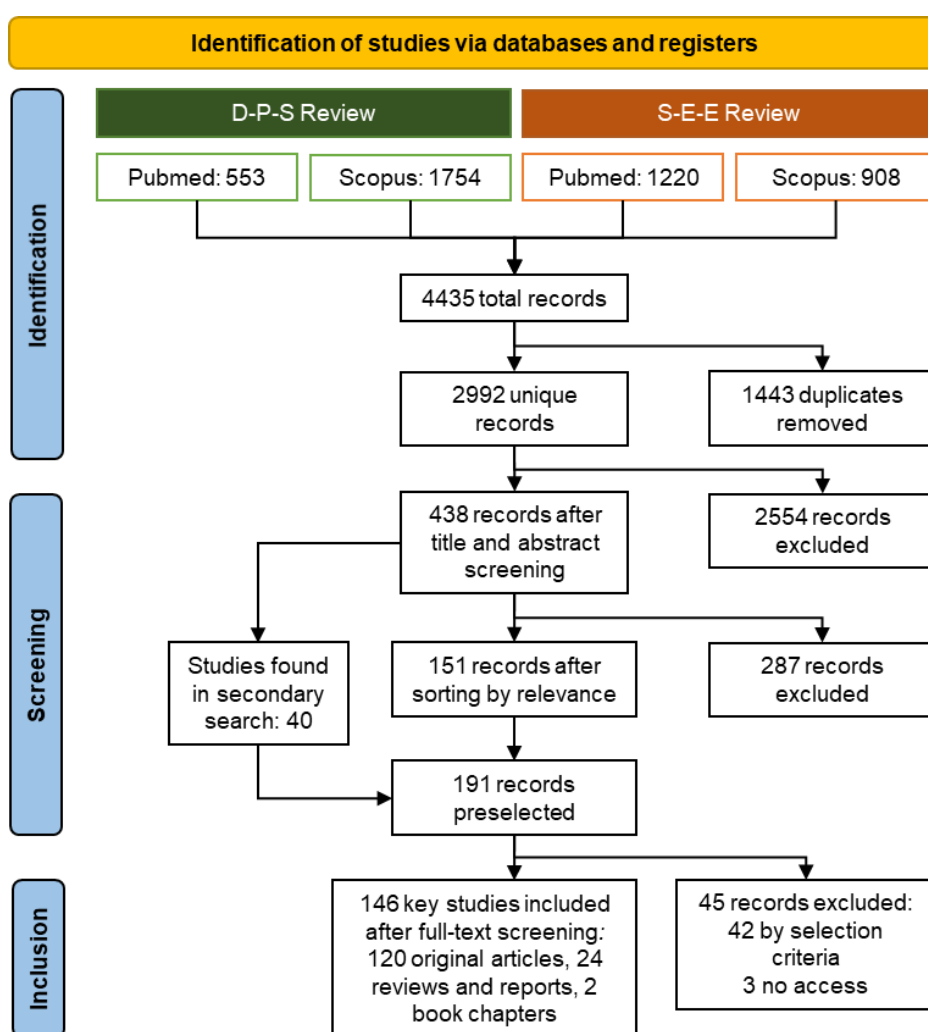 Identification of studies via databases and registers
Identification
D-P-S Review
S-E-E Review
Pubmed: 553
Scopus: 1754
Pubmed: 1220
Scopus: 908
4435 total records
2992 unique
records
1443 duplicates
removed
Screening
438 records after
title and abstract
screening
2554 records
excluded
Studies found
in secondary
search: 40
151 records after
sorting by relevance
287 records
excluded
191 records
preselected
Inclusion
146 key studies included
after full-text screening:
120 original articles, 24
reviews and reports, 2
book chapters
45 records excluded:
42 by selection
criteria
3 no access